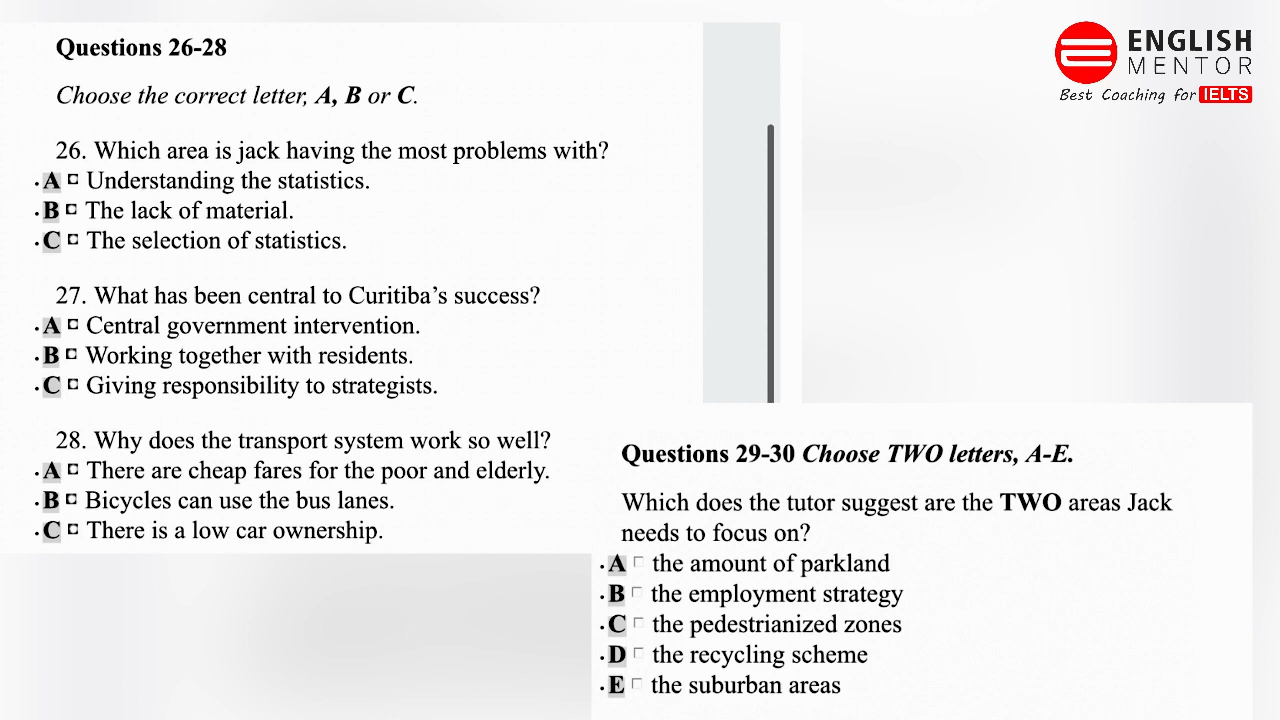 Questions 26-28
Choose the correct letter, A, B or C.
26. Which area is jack having the most problems with?
A Understanding the statistics.
B The lack of material.
C The selection of statistics.
27. What has been central to Curitiba’s success?
A Central government intervention.
B Working together with residents.
C Giving responsibility to strategists.
28. Why does the transport system work so well?
A There are cheap fares for the poor and elderly.
B Bicycles can use the bus lanes.
C There is a low car ownership.
ENGLISH
MENTOR
Best Coaching for IELTS
Questions 29-30 Choose TWO letters, A-E.
Which does the tutor suggest are the TWO areas Jack
needs to focus on?
A the amount of parkland
B the employment strategy
C the pedestrianized zones
D the recycling scheme
E the suburban areas